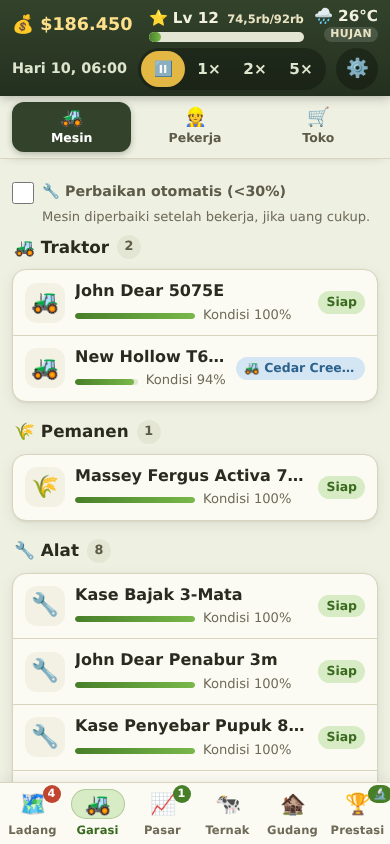 $186.450
Lv 12 74,5rb/92rb
26°C
HUJAN
Hari 10, 06:00
1×
2×
5×
Mesin
Pekerja
Toko
Perbaikan otomatis (<30%)
Mesin diperbaiki setelah bekerja, jika uang cukup.
Traktor 2
John Dear 5075E
Kondisi 100%
Siap
New Hollow T6...
Kondisi 94%
Cedar Cree...
Pemanen 1
Massey Fergus Activa 7...
Kondisi 100%
Siap
Alat 8
Kase Bajak 3-Mata
Kondisi 100%
Siap
John Dear Penabur 3m
Kondisi 100%
Siap
Kase Penyebar Pupuk 8...
Kondisi 100%
Siap
4
1
Ladang
Garasi
Pasar
Ternak
Gudang
Prestasi